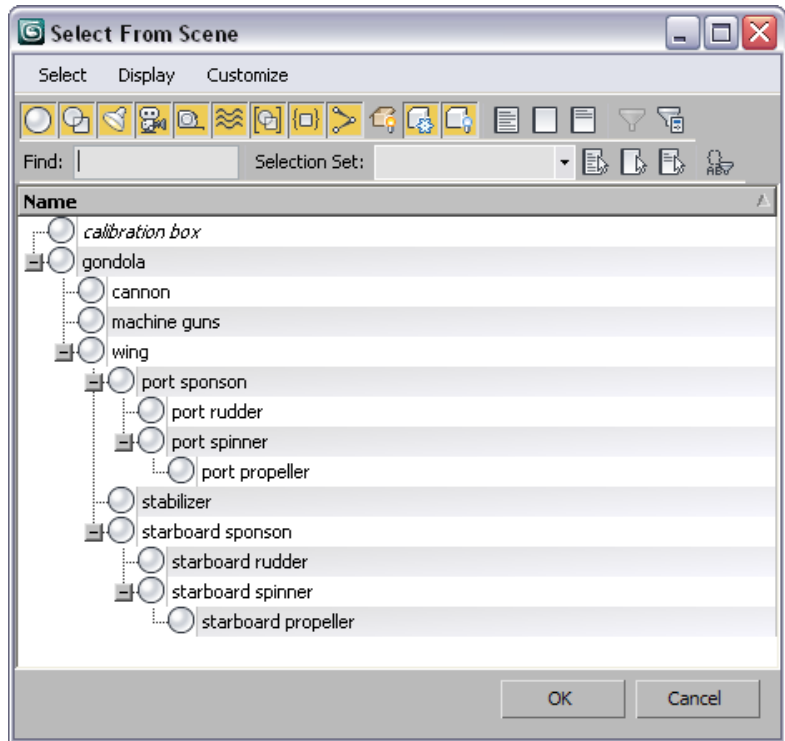 Select From Scene
Select Display Customize
Find: Selection Set:
Name
calibration box
gondola
cannon
machine guns
wing
port sponson
port rudder
port spinner
port propeller
stabilizer
starboard sponson
starboard rudder
starboard spinner
starboard propeller
OK Cancel